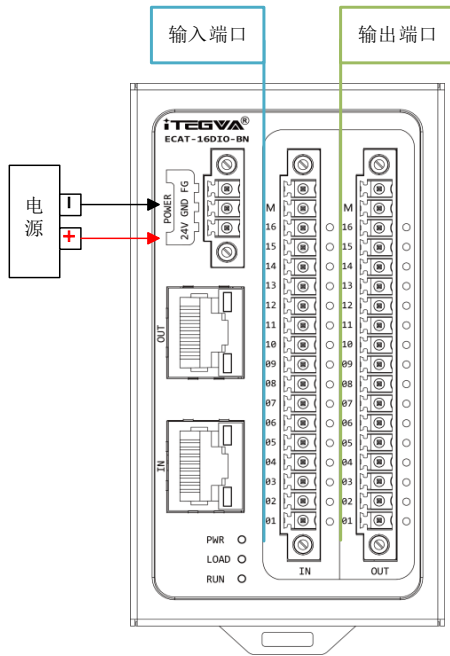 输入端口
输出端口
iTEGVA®
ECAT-16DIO-BN
电源
－
+
POWER
24V GND FG
OUT
IN
M
16
15
14
13
12
11
10
09
08
07
06
05
04
03
02
01
IN
M
16
15
14
13
12
11
10
09
08
07
06
05
04
03
02
01
OUT
PWR
LOAD
RUN